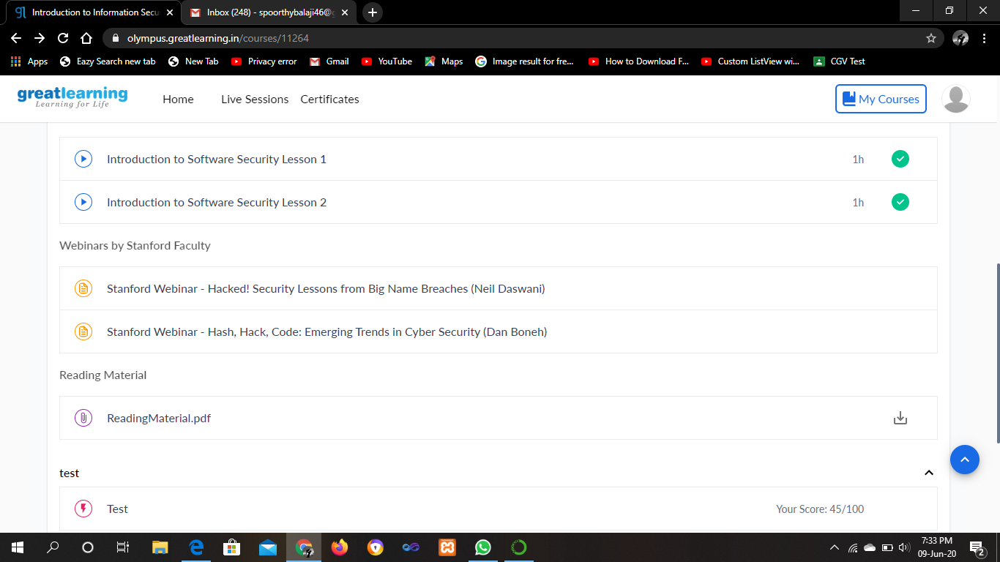 Introduction to Information Secu
Inbox (248) - spoorthybalaji46@g
olympus.greatlearning.in/courses/11264
Apps
Eazy Search new tab
New Tab
Privacy error
Gmail
YouTube
Maps
Image result for fre...
How to Download F...
Custom ListView wi...
CGV Test
greatlearning
Learning for Life
Home
Live Sessions
Certificates
My Courses
Introduction to Software Security Lesson 1
1h
Introduction to Software Security Lesson 2
1h
Webinars by Stanford Faculty
Stanford Webinar - Hacked! Security Lessons from Big Name Breaches (Neil Daswani)
Stanford Webinar - Hash, Hack, Code: Emerging Trends in Cyber Security (Dan Boneh)
Reading Material
ReadingMaterial.pdf
test
Test
Your Score: 45/100
7:33 PM
09-Jun-20
2